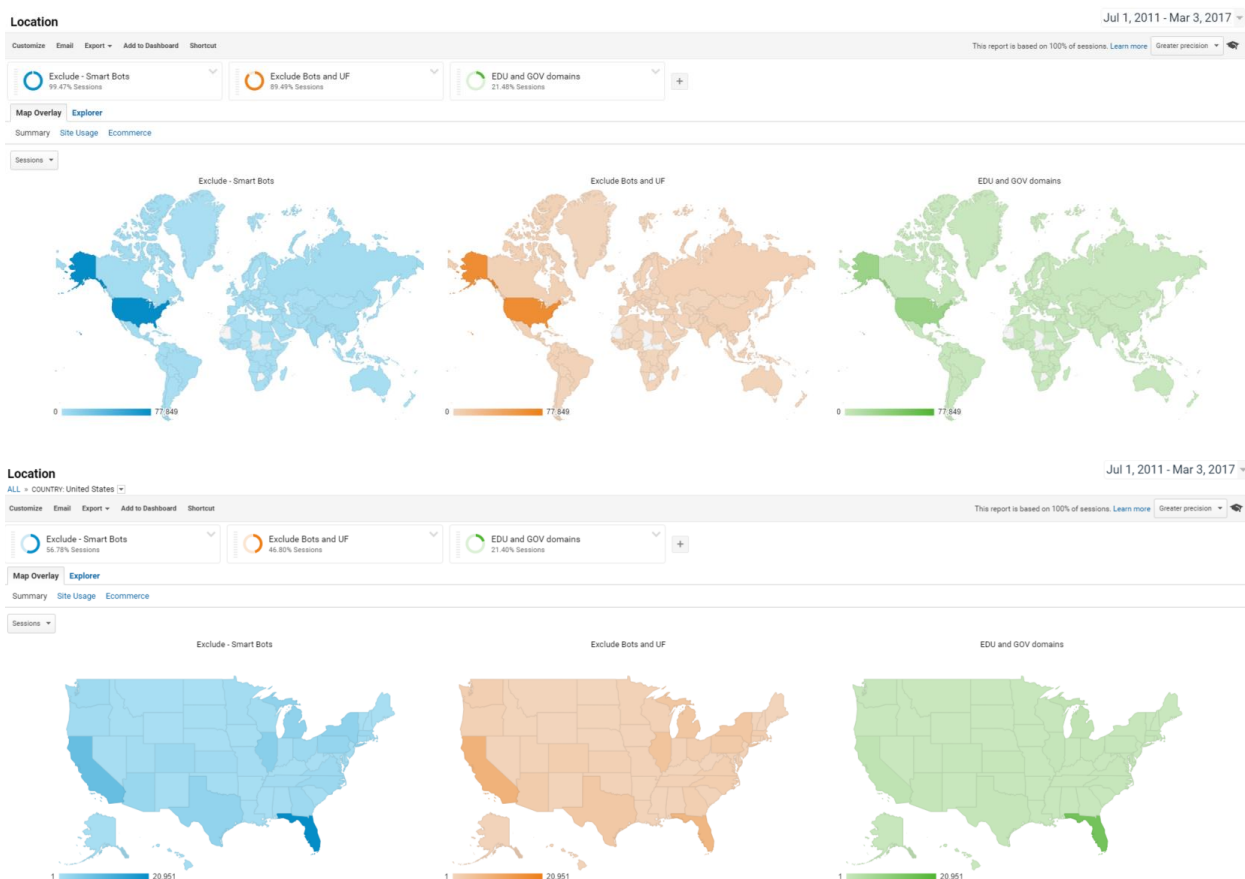 Location
Jul 1, 2011 - Mar 3, 2017
Customize Email Export Add to Dashboard Shortcut
This report is based on 100% of sessions. Learn more Greater precision
Exclude - Smart Bots
99.47% Sessions
Exclude Bots and UF
89.49% Sessions
EDU and GOV domains
21.48% Sessions
+
Map Overlay Explorer
Summary Site Usage Ecommerce
Sessions
Exclude - Smart Bots
Exclude Bots and UF
EDU and GOV domains
0 77,849
0 77,849
0 77,849
Location
Jul 1, 2011 - Mar 3, 2017
ALL » COUNTRY: United States
Customize Email Export Add to Dashboard Shortcut
This report is based on 100% of sessions. Learn more Greater precision
Exclude - Smart Bots
56.78% Sessions
Exclude Bots and UF
46.80% Sessions
EDU and GOV domains
21.40% Sessions
+
Map Overlay Explorer
Summary Site Usage Ecommerce
Sessions
Exclude - Smart Bots
Exclude Bots and UF
EDU and GOV domains
1 20,951
1 20,951
1 20,951